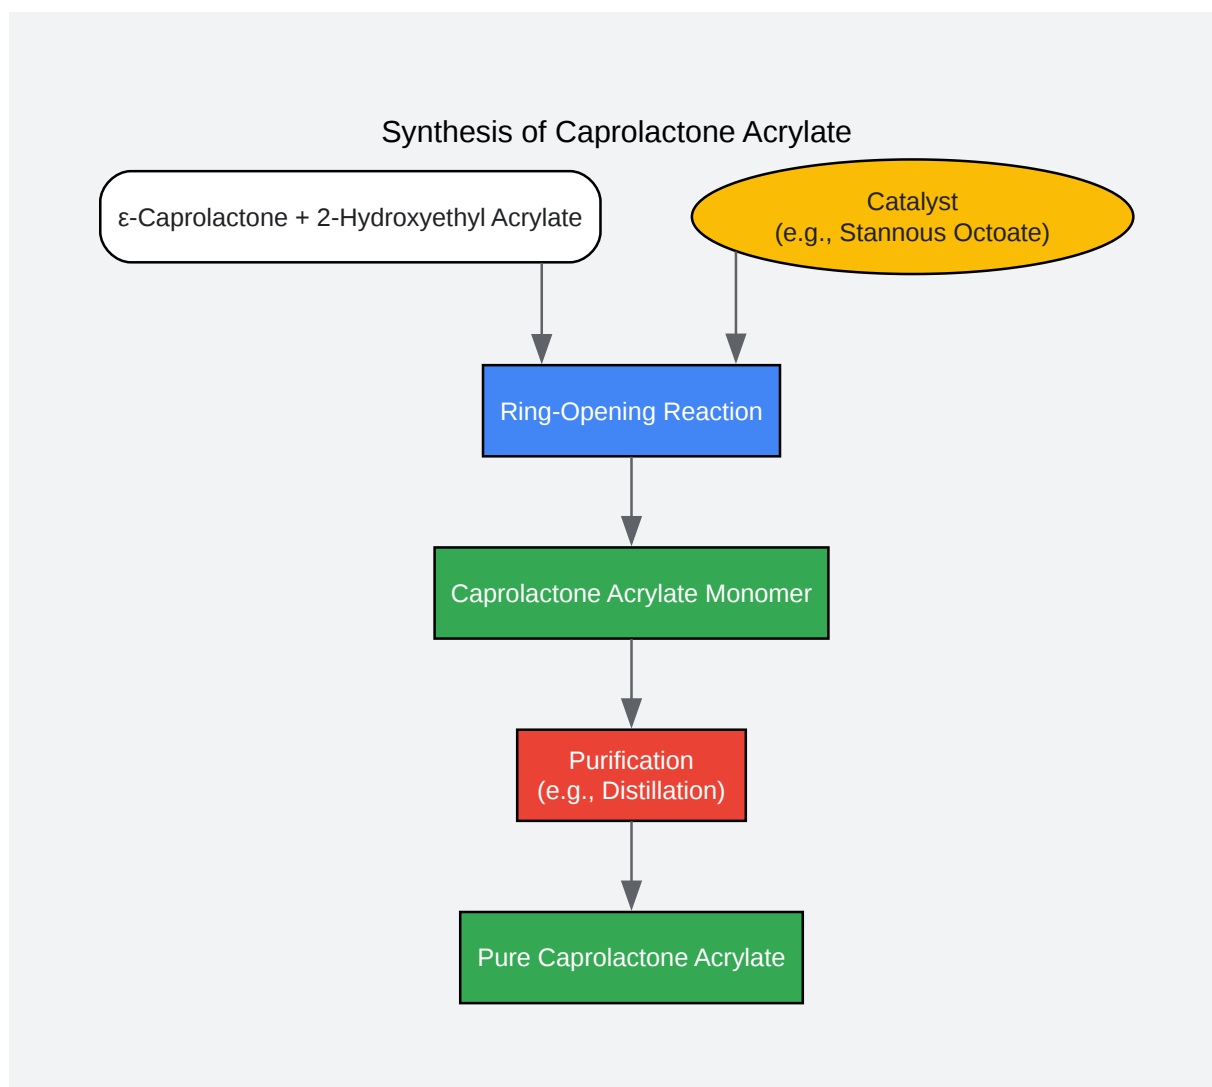 Synthesis of Caprolactone Acrylate
ε-Caprolactone + 2-Hydroxyethyl Acrylate
Catalyst
(e.g., Stannous Octoate)
Ring-Opening Reaction
Caprolactone Acrylate Monomer
Purification
(e.g., Distillation)
Pure Caprolactone Acrylate